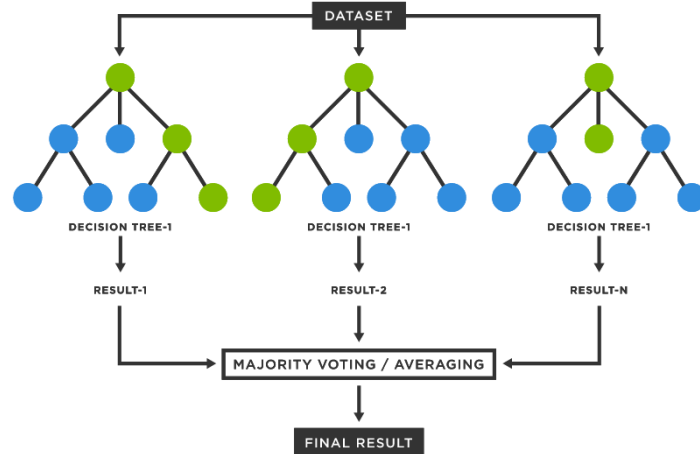 DATASET
DECISION TREE-1
DECISION TREE-1
DECISION TREE-1
RESULT-1
RESULT-2
RESULT-N
MAJORITY VOTING / AVERAGING
FINAL RESULT